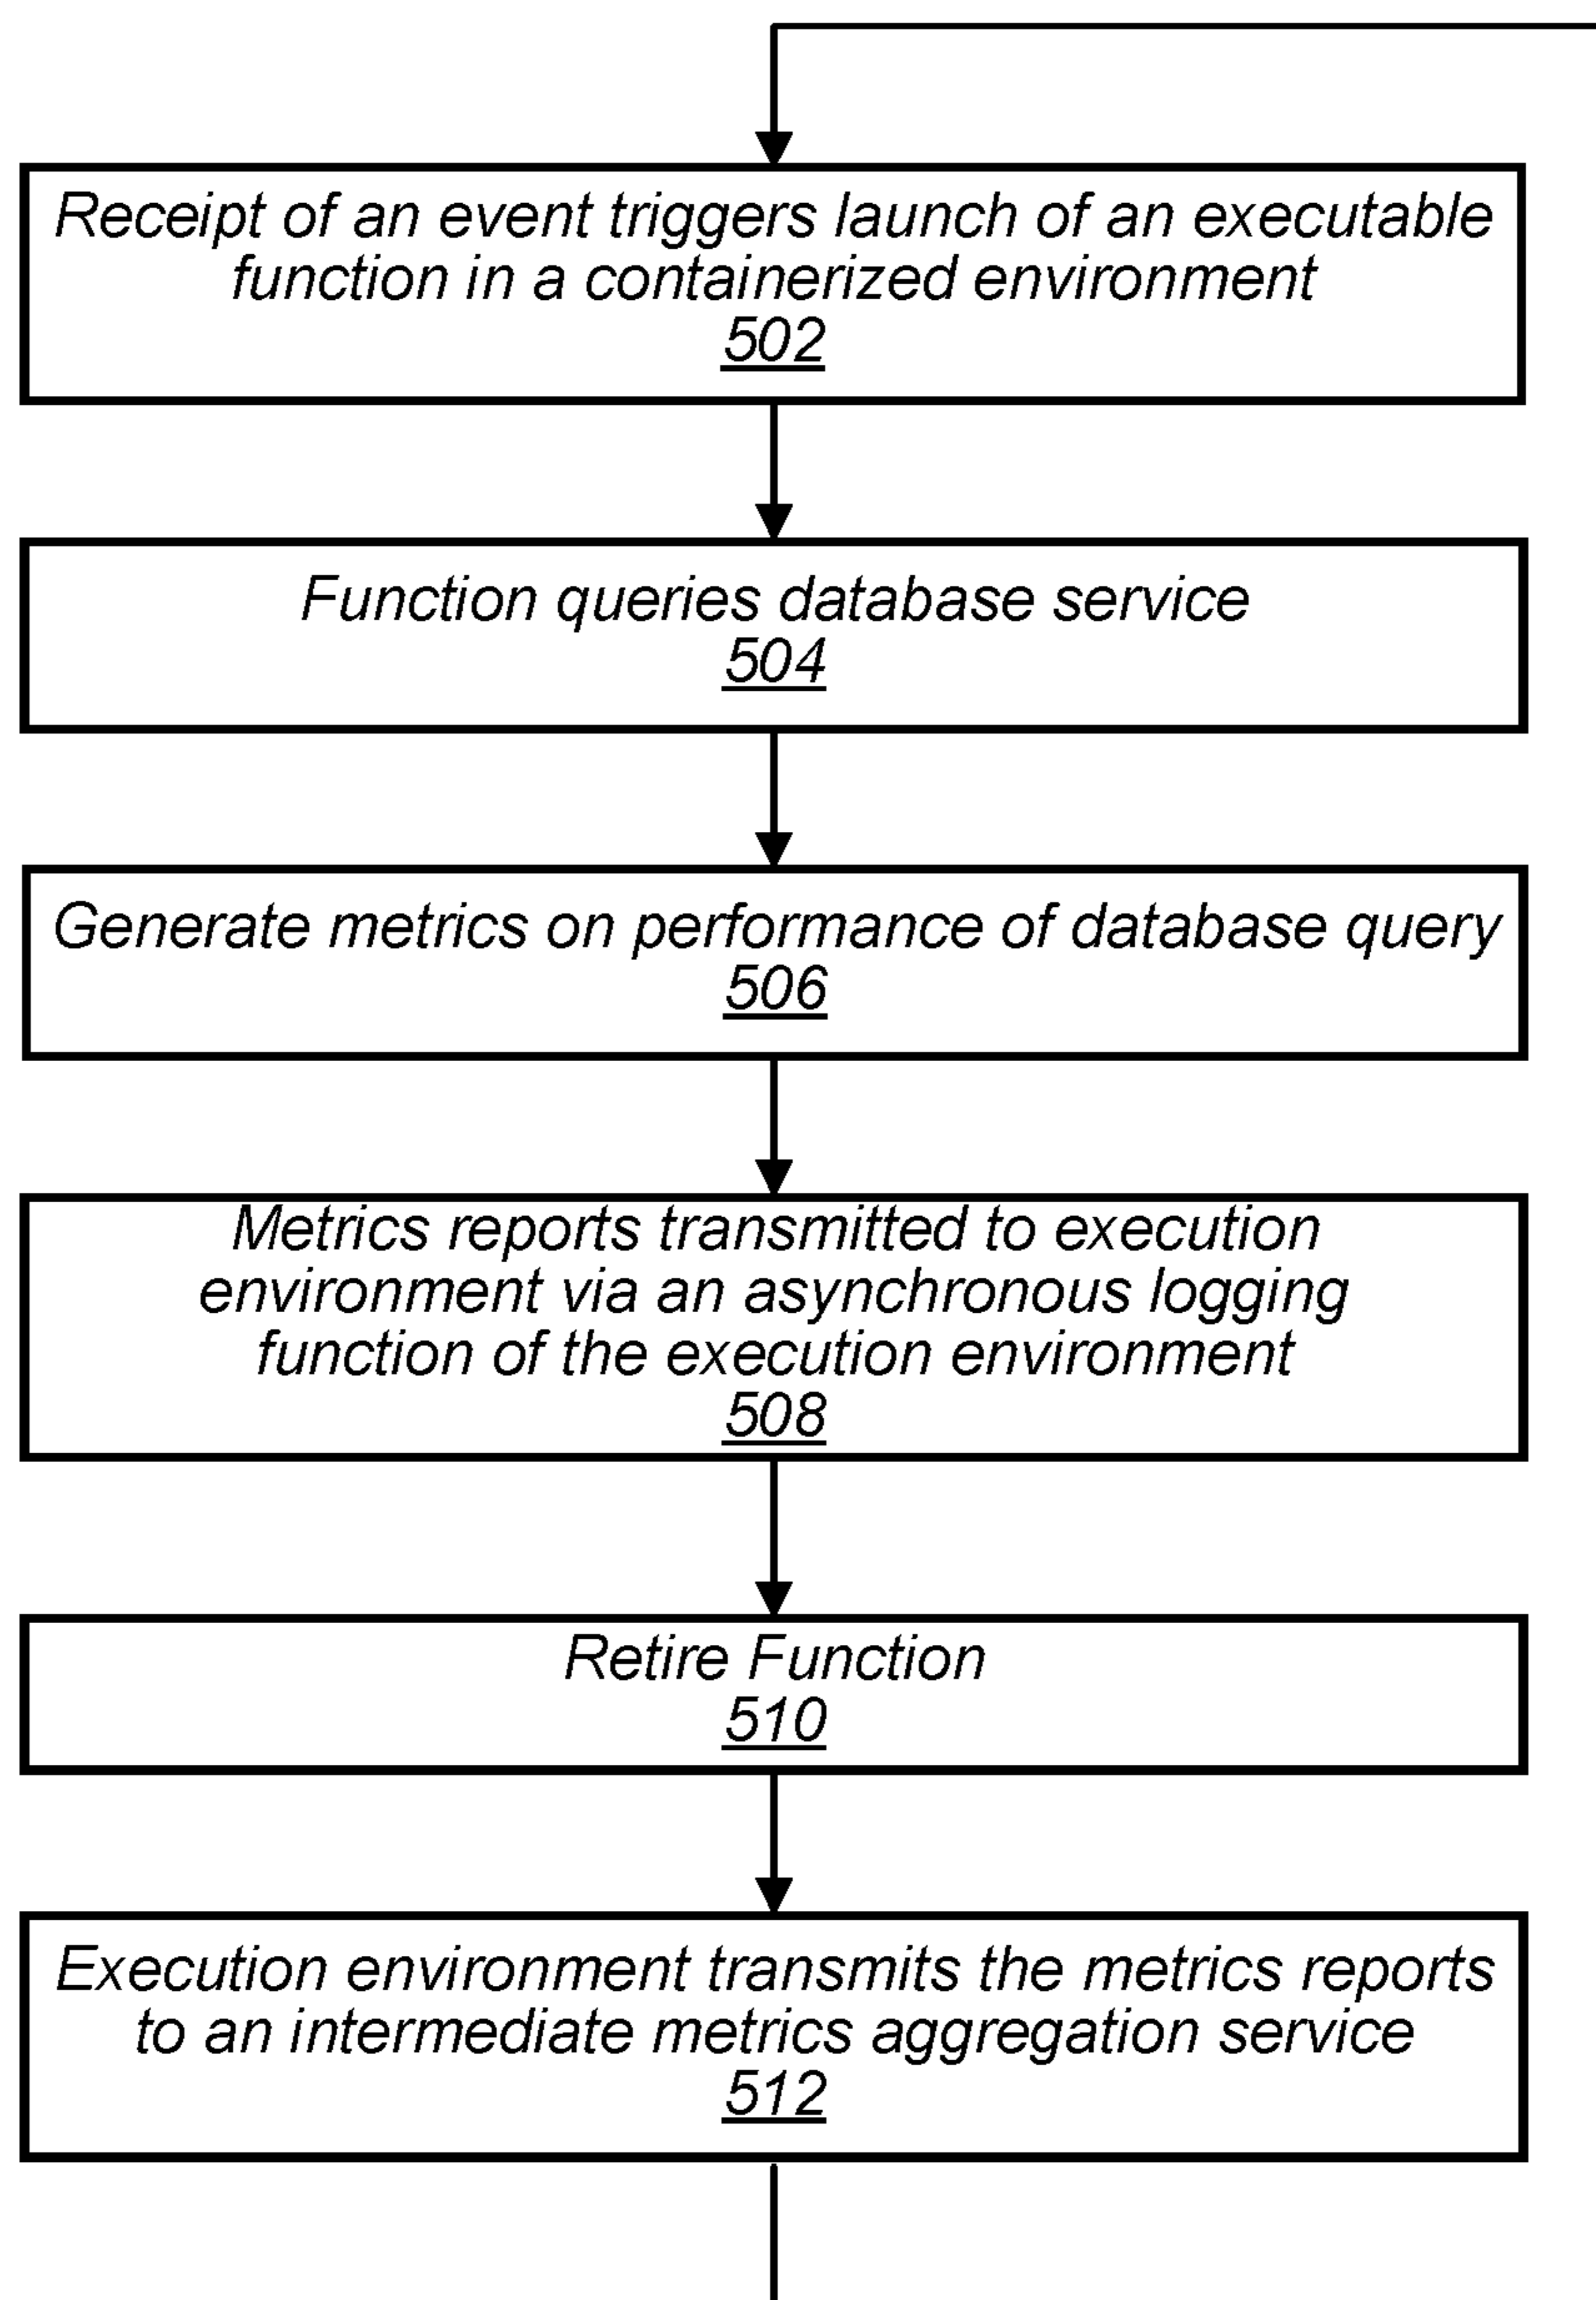 Receipt of an event triggers launch of an executable
function in a containerized environment
502
Function queries database service
504
Generate metrics on performance of database query
506
Metrics reports transmitted to execution
environment via an asynchronous logging
function of the execution environment
508
Retire Function
510
Execution environment transmits the metrics reports
to an intermediate metrics aggregation service
512